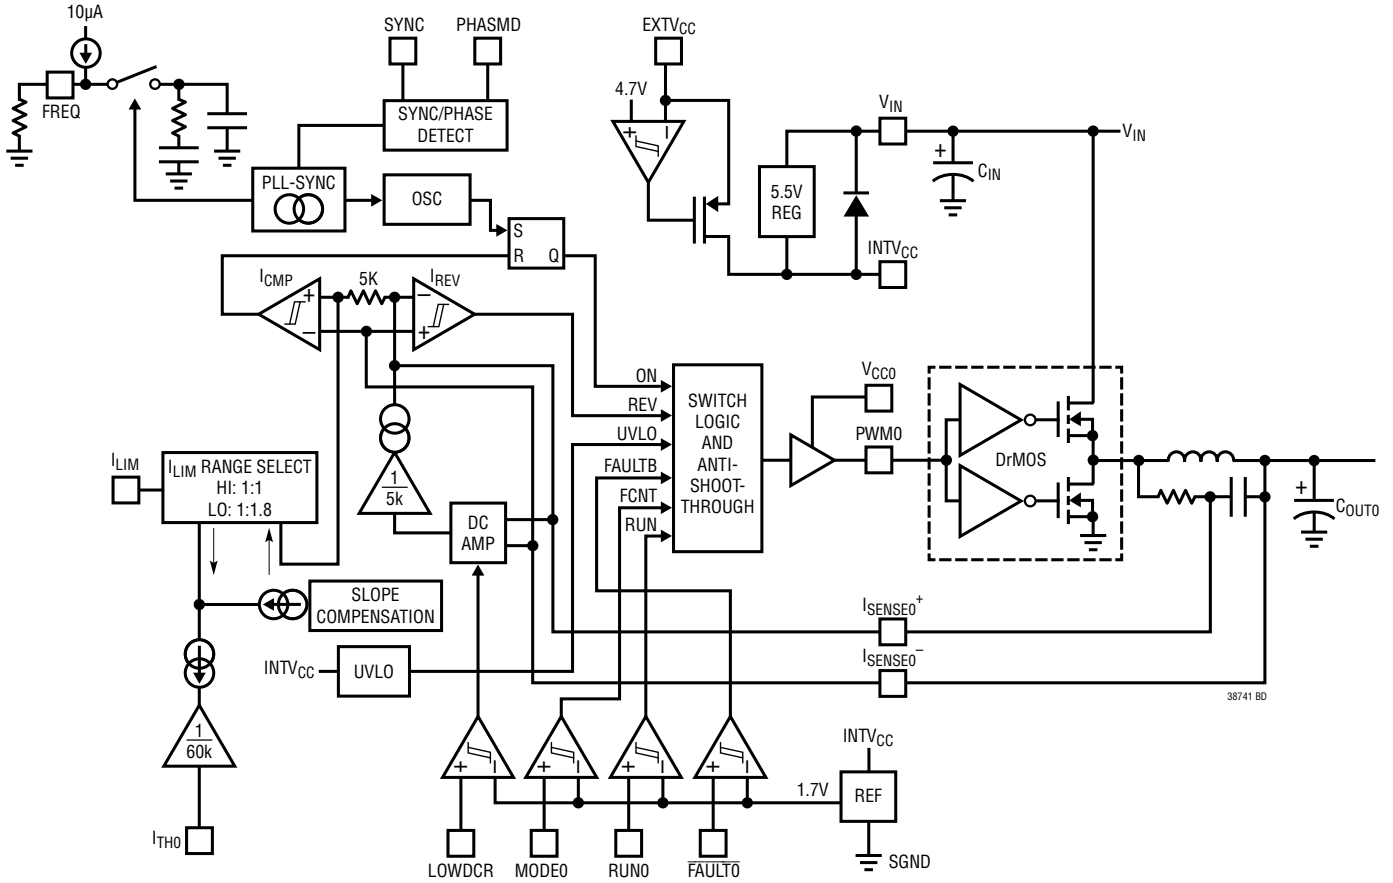 10µA
SYNC PHASMD EXTVCC
FREQ
SYNC/PHASE
DETECT
4.7V
VIN
VIN
CIN
PLL-SYNC
OSC
5.5V
REG
S
R Q
INTVCC
ICMP 5K IREV
+ −
− +
ON
REV
UVLO
FAULTB
FCNT
RUN
SWITCH
LOGIC
AND
ANTI-
SHOOT-
THROUGH
VCC0
PWM0
DrMOS
+
COUT0
ILIM
ILIM RANGE SELECT
HI: 1:1
LO: 1:1.8
1
5k
DC
AMP
SLOPE
COMPENSATION
ISENSE0+
ISENSE0−
38741 BD
INTVCC UVLO
1
60k
ITH0
+ − + − + − + −
INTVCC
1.7V REF
SGND
LOWDCR MODE0 RUN0 FAULT0